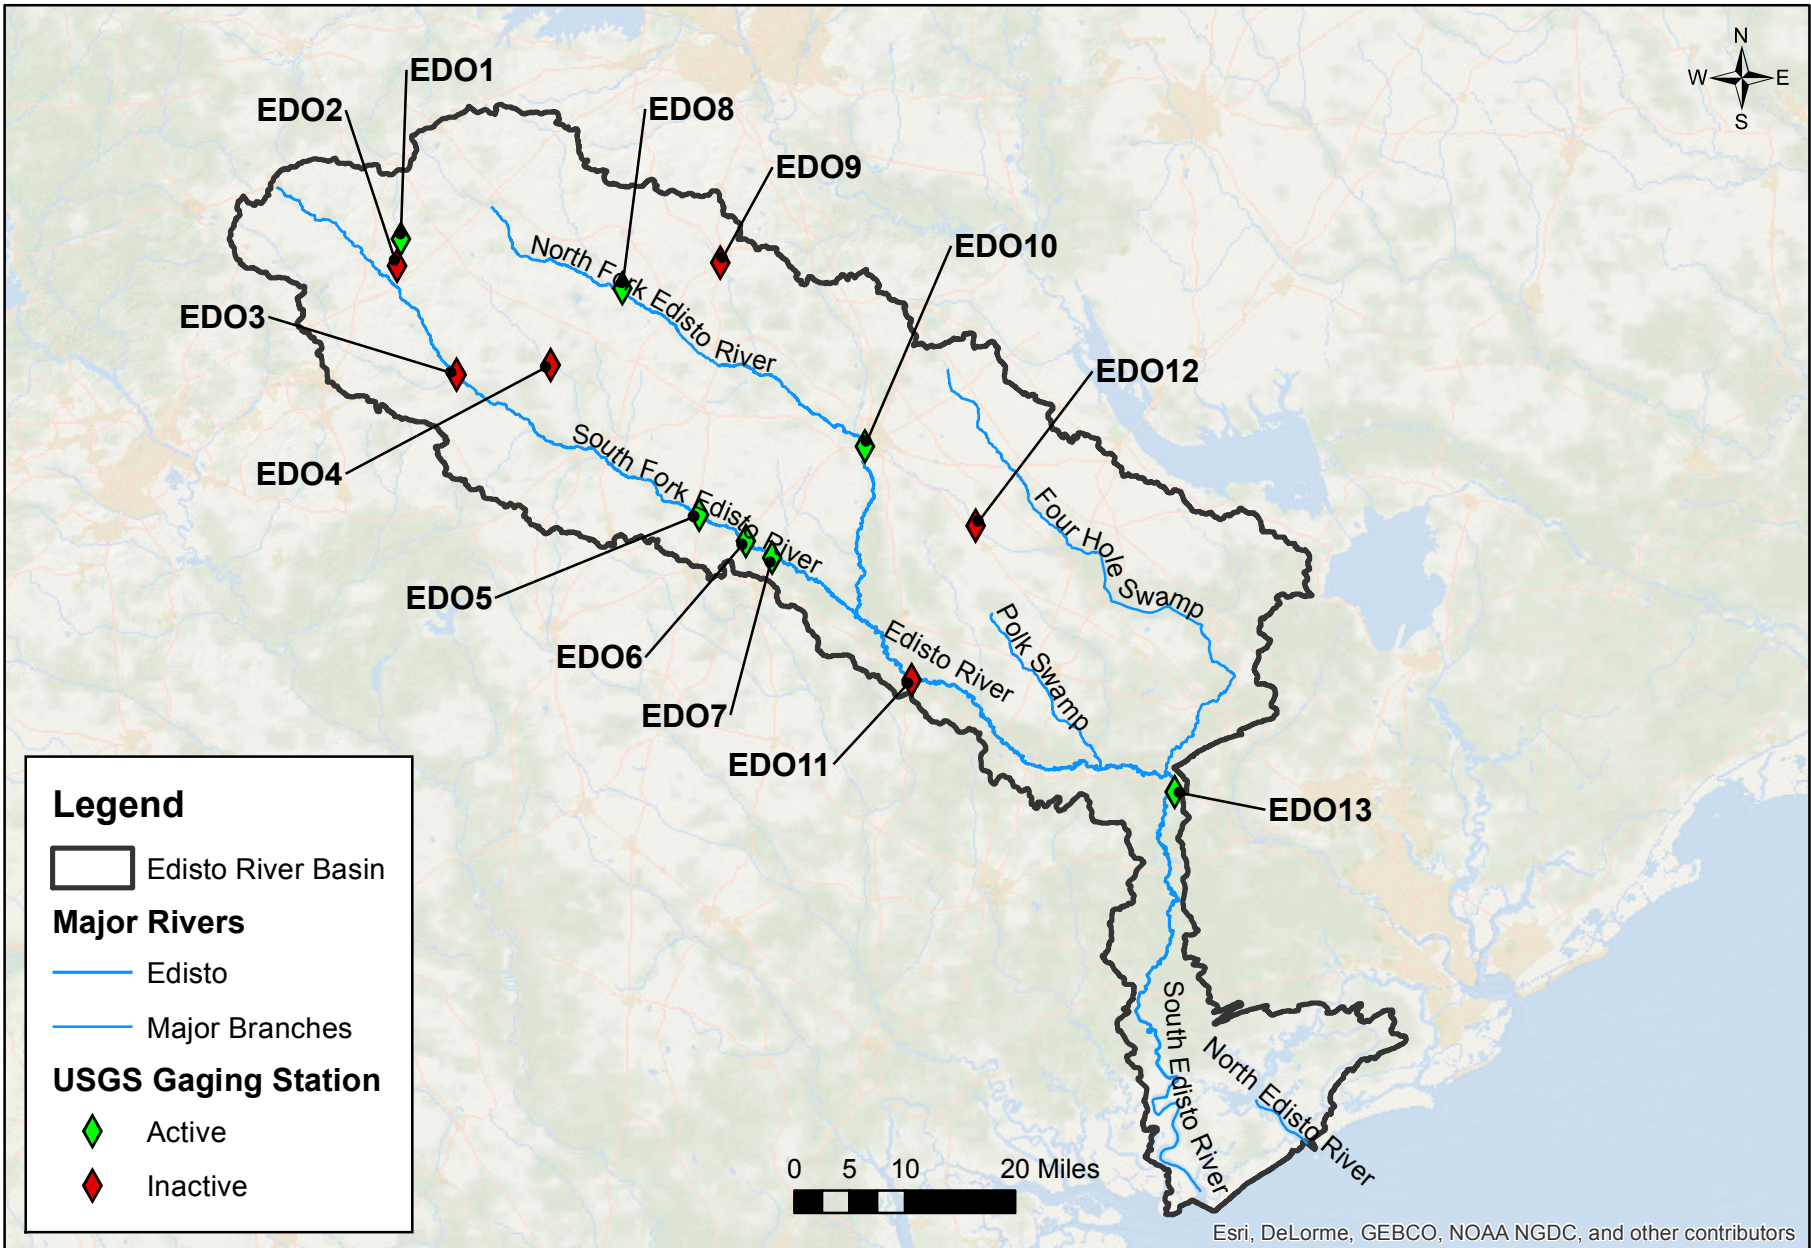 N
W E
S
EDO1
EDO2
EDO8
EDO9
EDO10
North Fork Edisto River
EDO3
EDO12
EDO4
South Fork Edisto River
Four Hole Swamp
EDO5
Polk Swamp
Edisto River
EDO6
EDO7
EDO11
EDO13
Legend
Edisto River Basin
Major Rivers
Edisto
Major Branches
USGS Gaging Station
Active
Inactive
South Edisto River
North Edisto River
0 5 10 20 Miles
Esri, DeLorme, GEBCO, NOAA NGDC, and other contributors